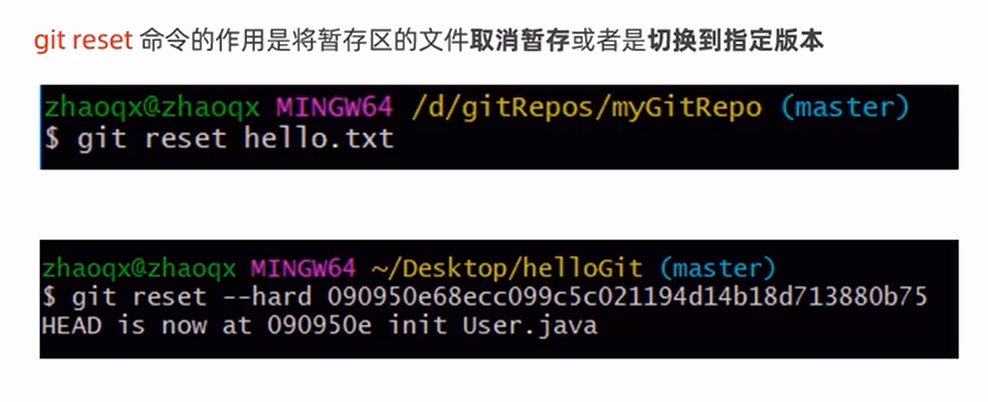 git reset 命令的作用是将暂存区的文件取消暂存或者是切换到指定版本
zhaoqx@zhaoqx MINGW64 /d/gitRepos/myGitRepo (master)
$ git reset hello.txt
zhaoqx@zhaoqx MINGW64 ~/Desktop/helloGit (master)
$ git reset --hard 090950e68ecc099c5c021194d14b18d713880b75
HEAD is now at 090950e init User.java